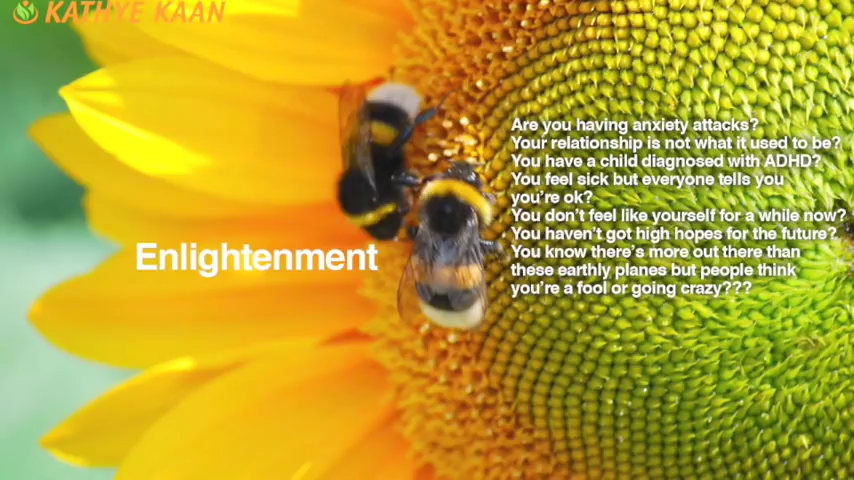 KATHYE KAAN
Enlightenment
Are you having anxiety attacks?
Your relationship is not what it used to be?
You have a child diagnosed with ADHD?
You feel sick but everyone tells you
you're ok?
You don't feel like yourself for a while now?
You haven't got high hopes for the future?
You know there's more out there than
these earthly planes but people think
you're a fool or going crazy???